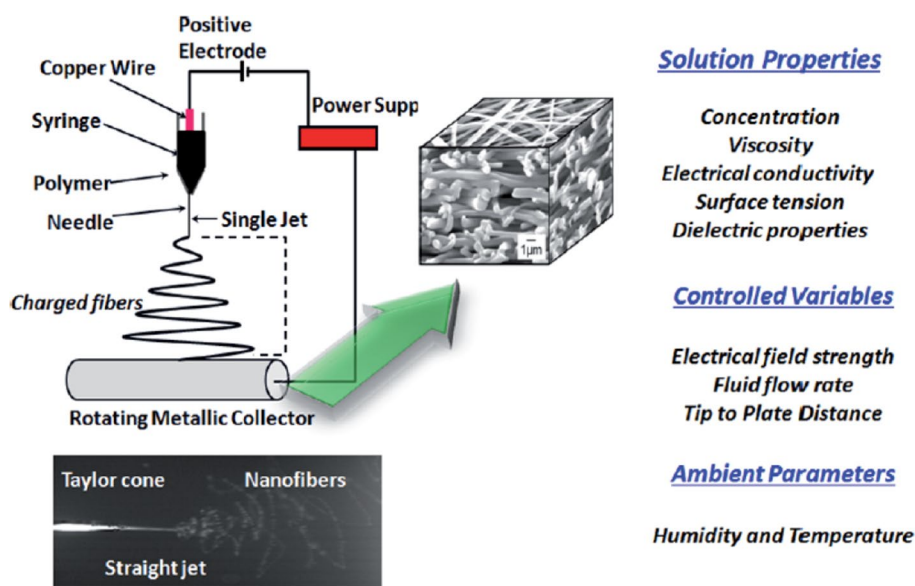 Positive
Electrode
Copper Wire
Syringe
Polymer
Needle
Power Supp
Single Jet
Charged fibers
Rotating Metallic Collector
1μm
Taylor cone
Nanofibers
Straight jet
Solution Properties
Concentration
Viscosity
Electrical conductivity
Surface tension
Dielectric properties
Controlled Variables
Electrical field strength
Fluid flow rate
Tip to Plate Distance
Ambient Parameters
Humidity and Temperature